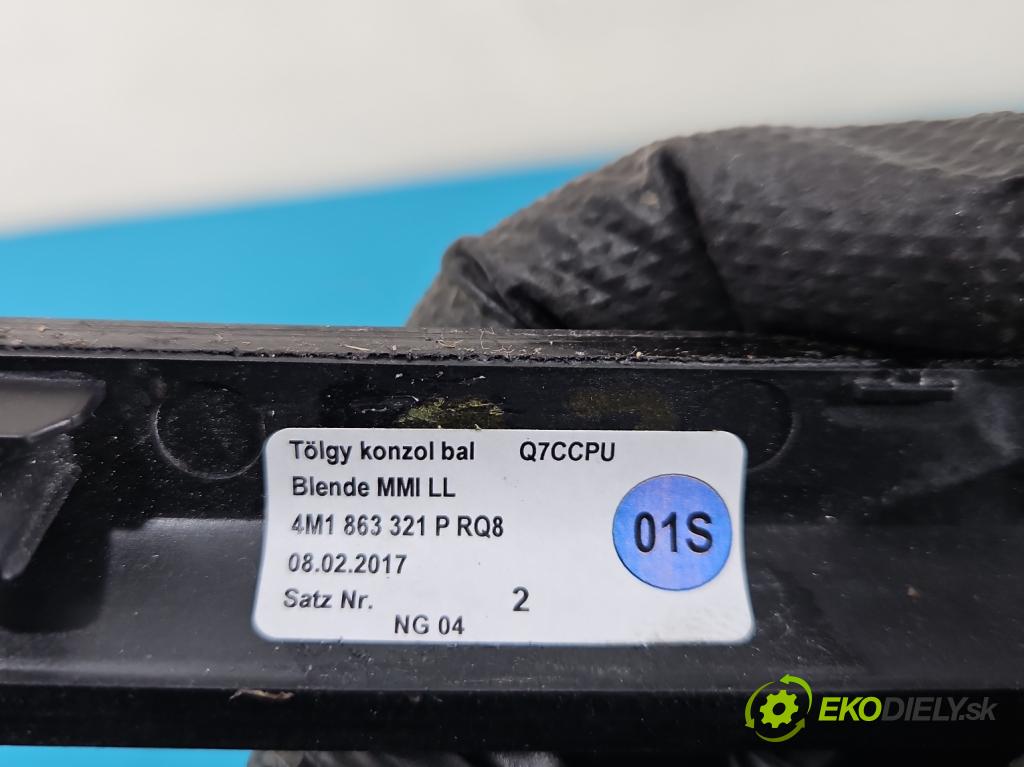 Tölgy konzol bal Q7CCPU
Blende MMI LL
4M1 863 321 P RQ8
01S
08.02.2017
Satz Nr. 2
NG 04
EKODIELY.sk